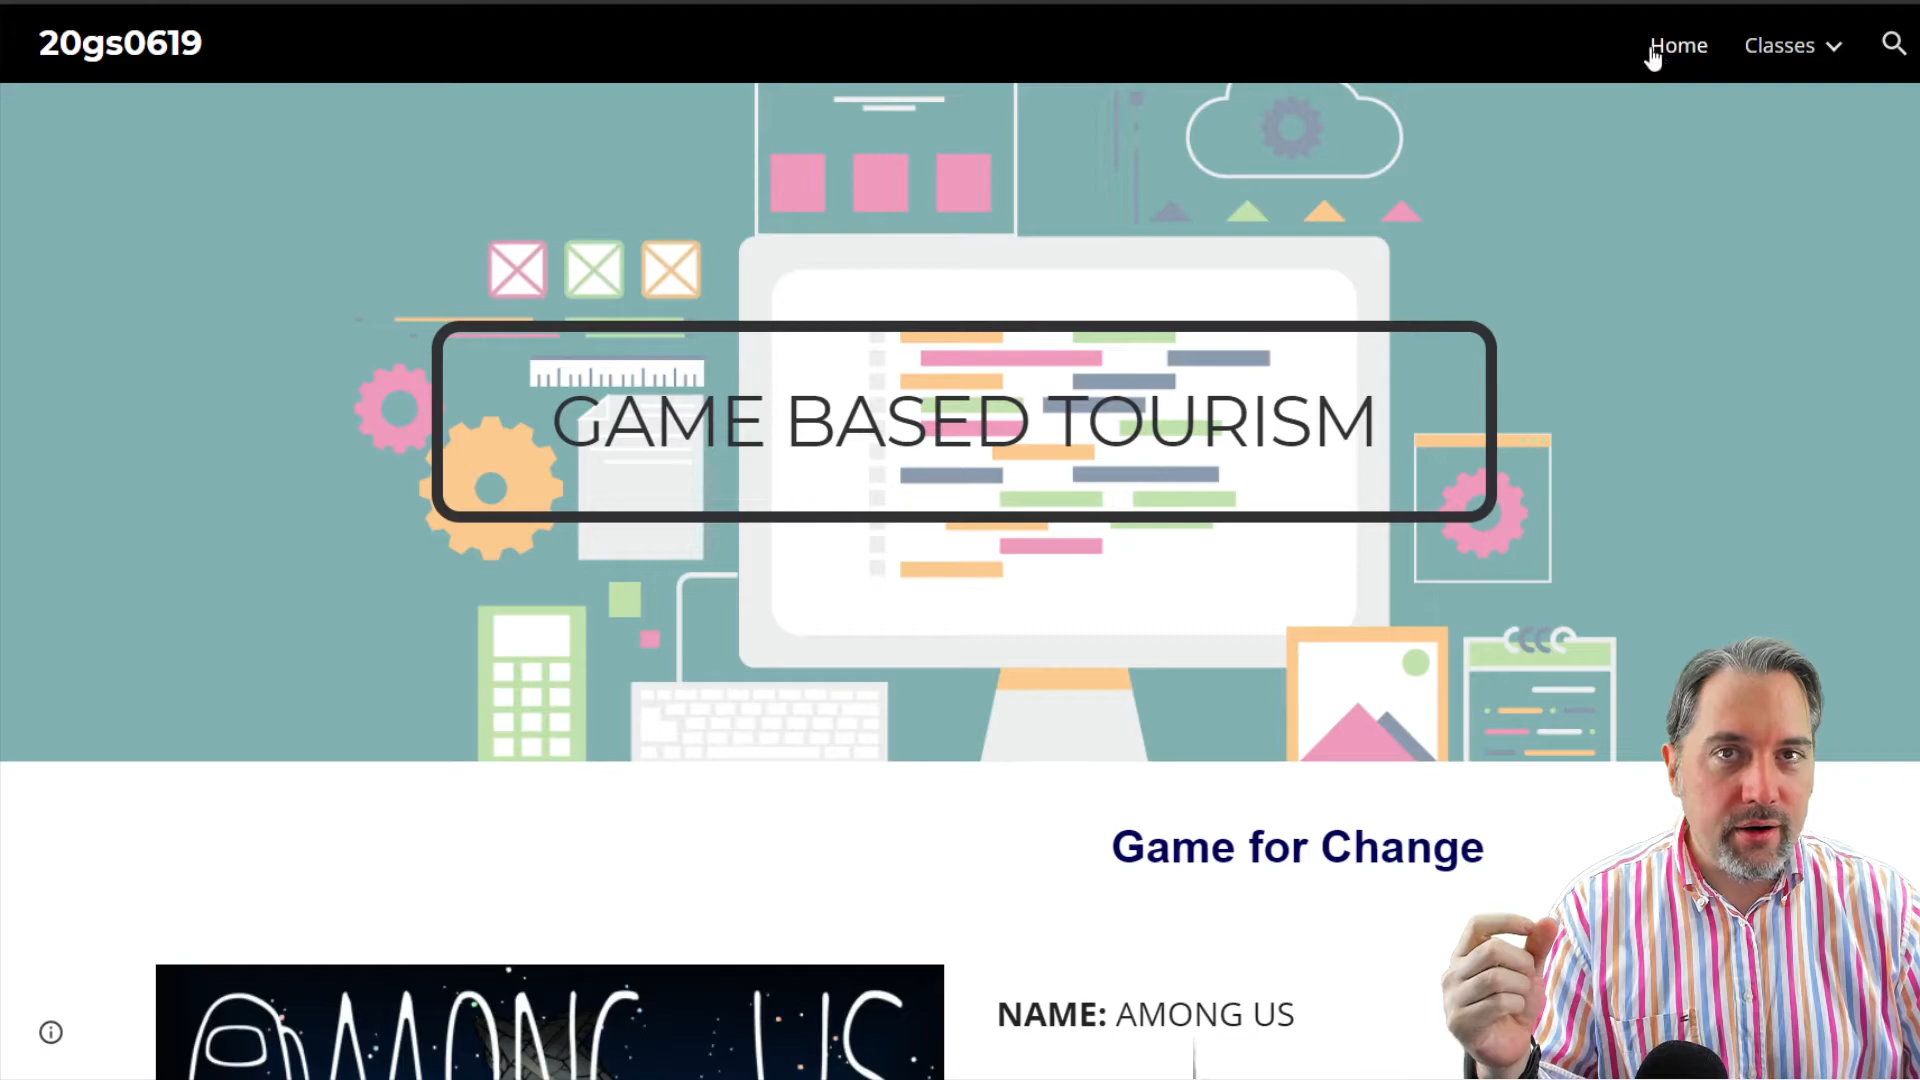 20gs0619
Home Classes
GAME BASED TOURISM
Game for Change
AMONG US
NAME: AMONG US